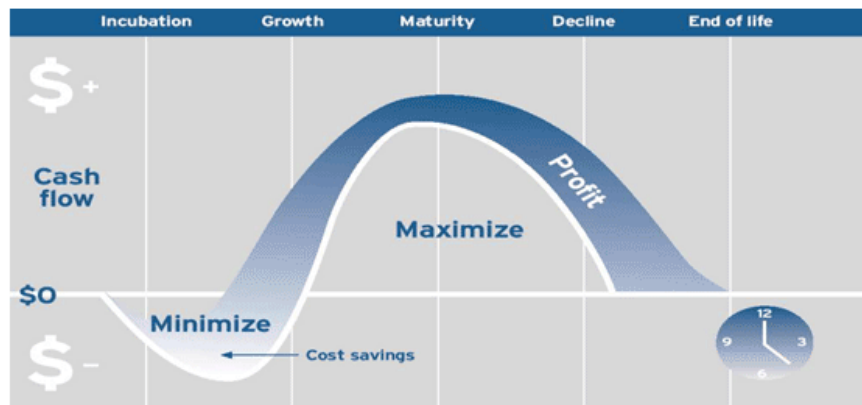 Incubation Growth Maturity Decline End of life
$+
Cash
flow
Profit
Maximize
$0
Minimize
Cost savings
$-
12
9 3
6